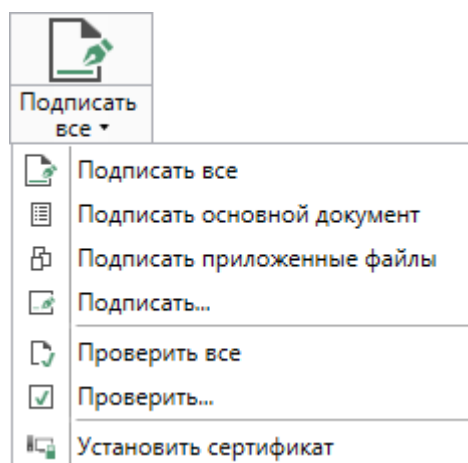 Подписать
все
Подписать все
Подписать основной документ
Подписать приложенные файлы
Подписать...
Проверить все
Проверить...
Установить сертификат